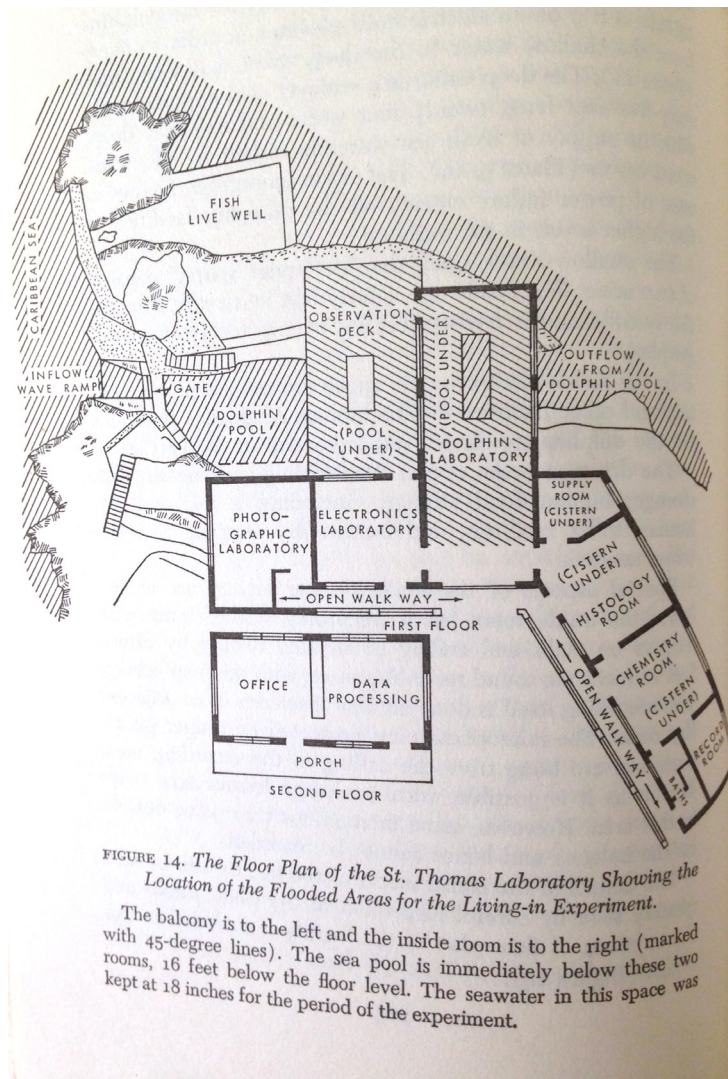 FISH
LIVE WELL
CARIBBEAN SEA
OBSERVATION
DECK
(POOL UNDER)
INFLOW
WAVE RAMP
GATE
OUTFLOW
FROM
DOLPHIN POOL
DOLPHIN
POOL
(POOL
UNDER)
DOLPHIN
LABORATORY
SUPPLY
ROOM
(CISTERN
UNDER)
PHOTO-
GRAPHIC
LABORATORY
ELECTRONICS
LABORATORY
(CISTERN
UNDER)
HISTOLOGY
ROOM
OPEN WALK WAY
FIRST FLOOR
CHEMISTRY
ROOM
(CISTERN
UNDER)
OPEN WALK WAY
RECORD
ROOM
BATHS
OFFICE
DATA
PROCESSING
PORCH
SECOND FLOOR
FIGURE 14. The Floor Plan of the St. Thomas Laboratory Showing the
Location of the Flooded Areas for the Living-in Experiment.
The balcony is to the left and the inside room is to the right (marked
with 45-degree lines). The sea pool is immediately below these two
rooms, 16 feet below the floor level. The seawater in this space was
kept at 18 inches for the period of the experiment.